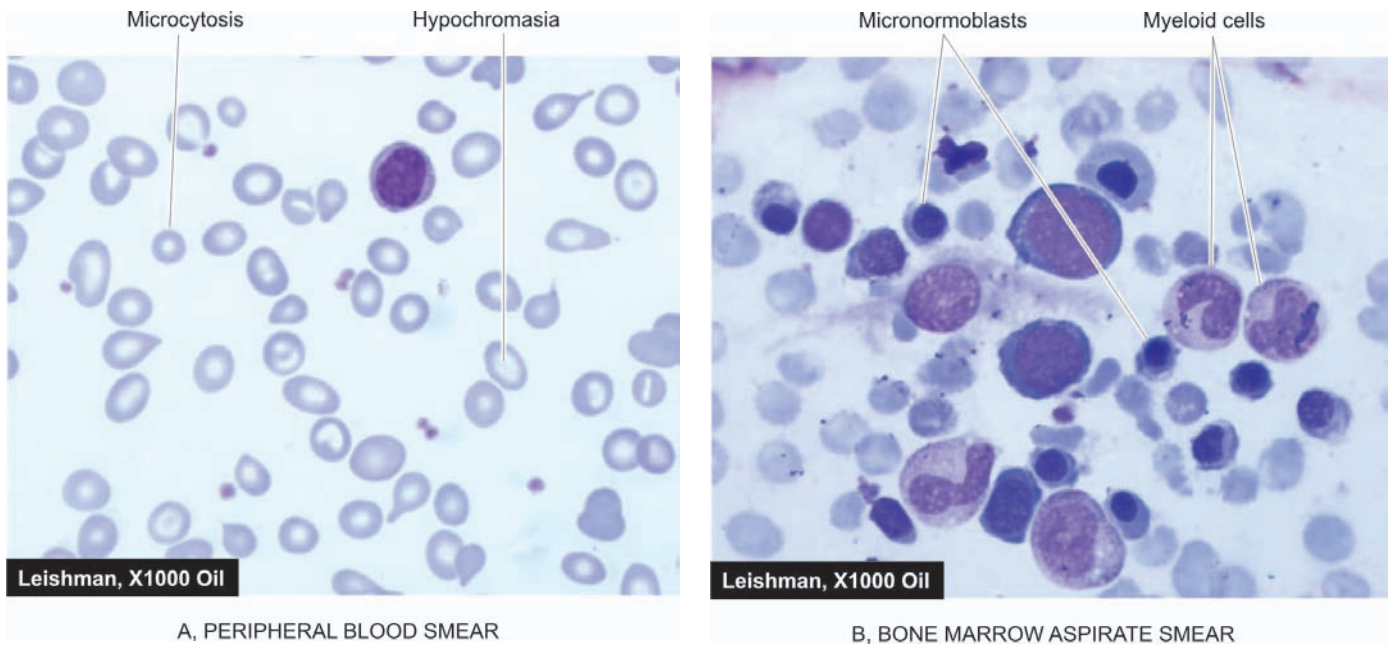 Microcytosis
Hypochromasia
Micronormoblasts
Myeloid cells
Leishman, X1000 Oil
Leishman, X1000 Oil
A, PERIPHERAL BLOOD SMEAR
B, BONE MARROW ASPIRATE SMEAR